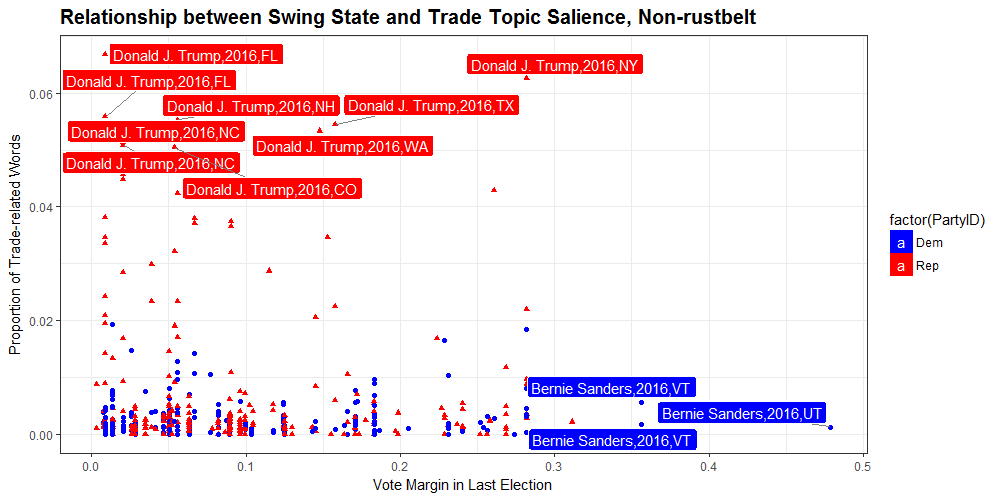 Relationship between Swing State and Trade Topic Salience, Non-rustbelt
Donald J. Trump,2016,FL
Donald J. Trump,2016,NY
Donald J. Trump,2016,FL
Donald J. Trump,2016,NH
Donald J. Trump,2016,TX
Donald J. Trump,2016,NC
Donald J. Trump,2016,WA
Donald J. Trump,2016,NC
Donald J. Trump,2016,CO
Bernie Sanders,2016,VT
Bernie Sanders,2016,UT
Bernie Sanders,2016,VT
Proportion of Trade-related Words
0.06
0.04
0.02
0.00
0.0
0.1
0.2
0.3
0.4
0.5
Vote Margin in Last Election
factor(PartyID)
a Dem
a Rep